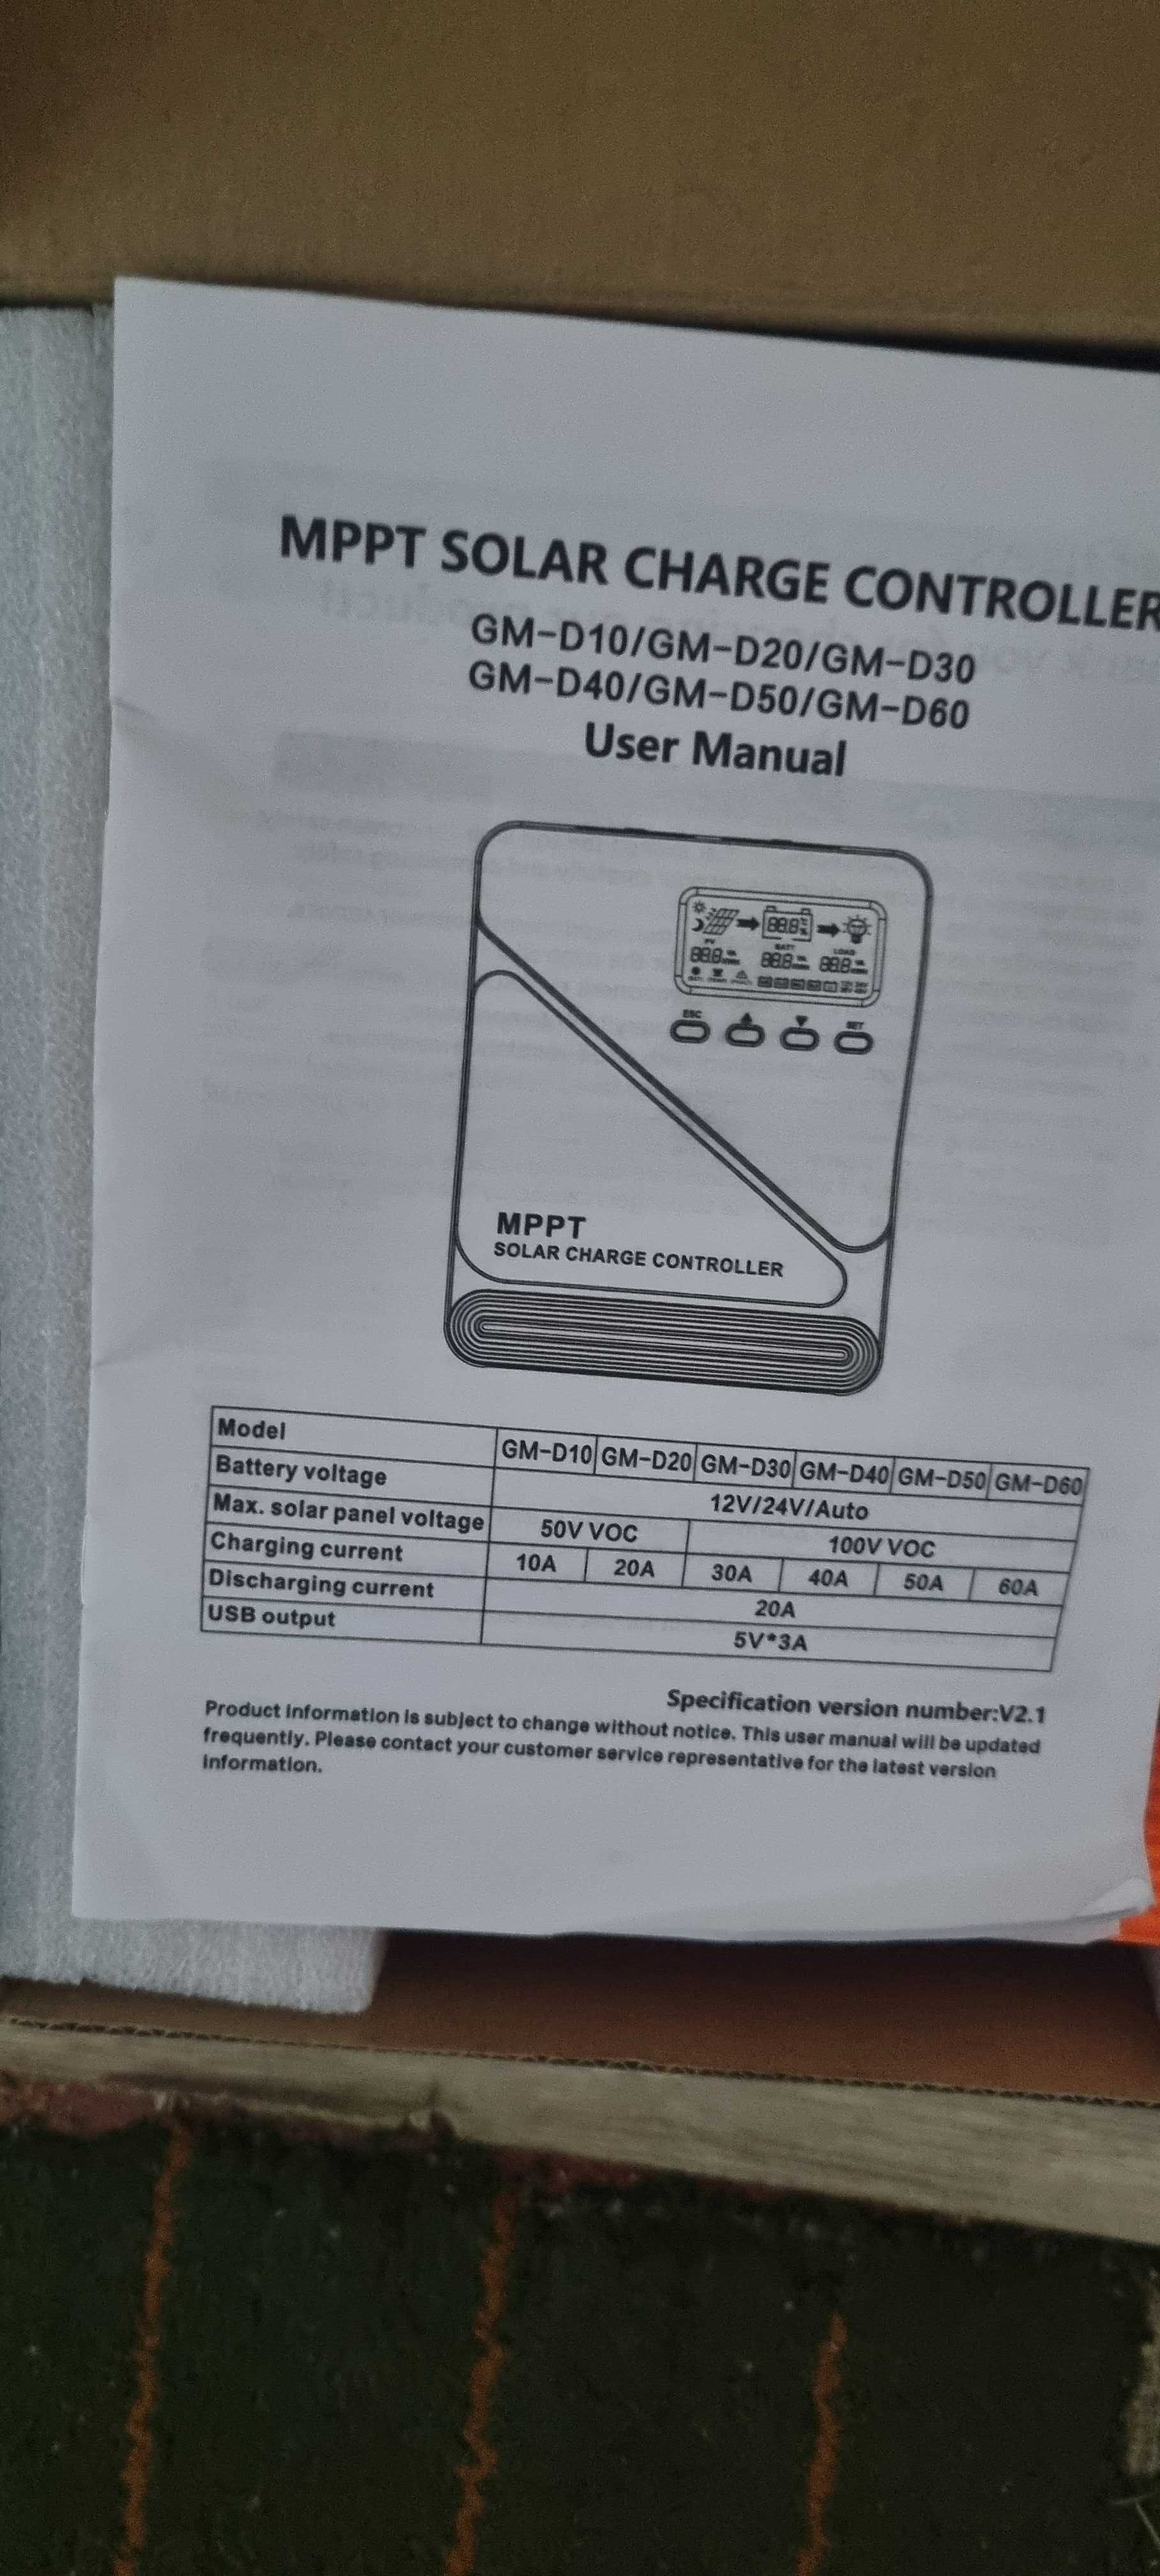 MPPT SOLAR CHARGE CONTROLLER
GM-D10/GM-D20/GM-D30
GM-D40/GM-D50/GM-D60
User Manual
PV BATT LOAD
ESC SET
MPPT
SOLAR CHARGE CONTROLLER
Model GM-D10 GM-D20 GM-D30 GM-D40 GM-D50 GM-D60
Battery voltage 12V/24V/Auto
Max. solar panel voltage 50V VOC 100V VOC
Charging current 10A 20A 30A 40A 50A 60A
Discharging current 20A
USB output 5V*3A
Specification version number:V2.1
Product information is subject to change without notice. This user manual will be updated
frequently. Please contact your customer service representative for the latest version
information.